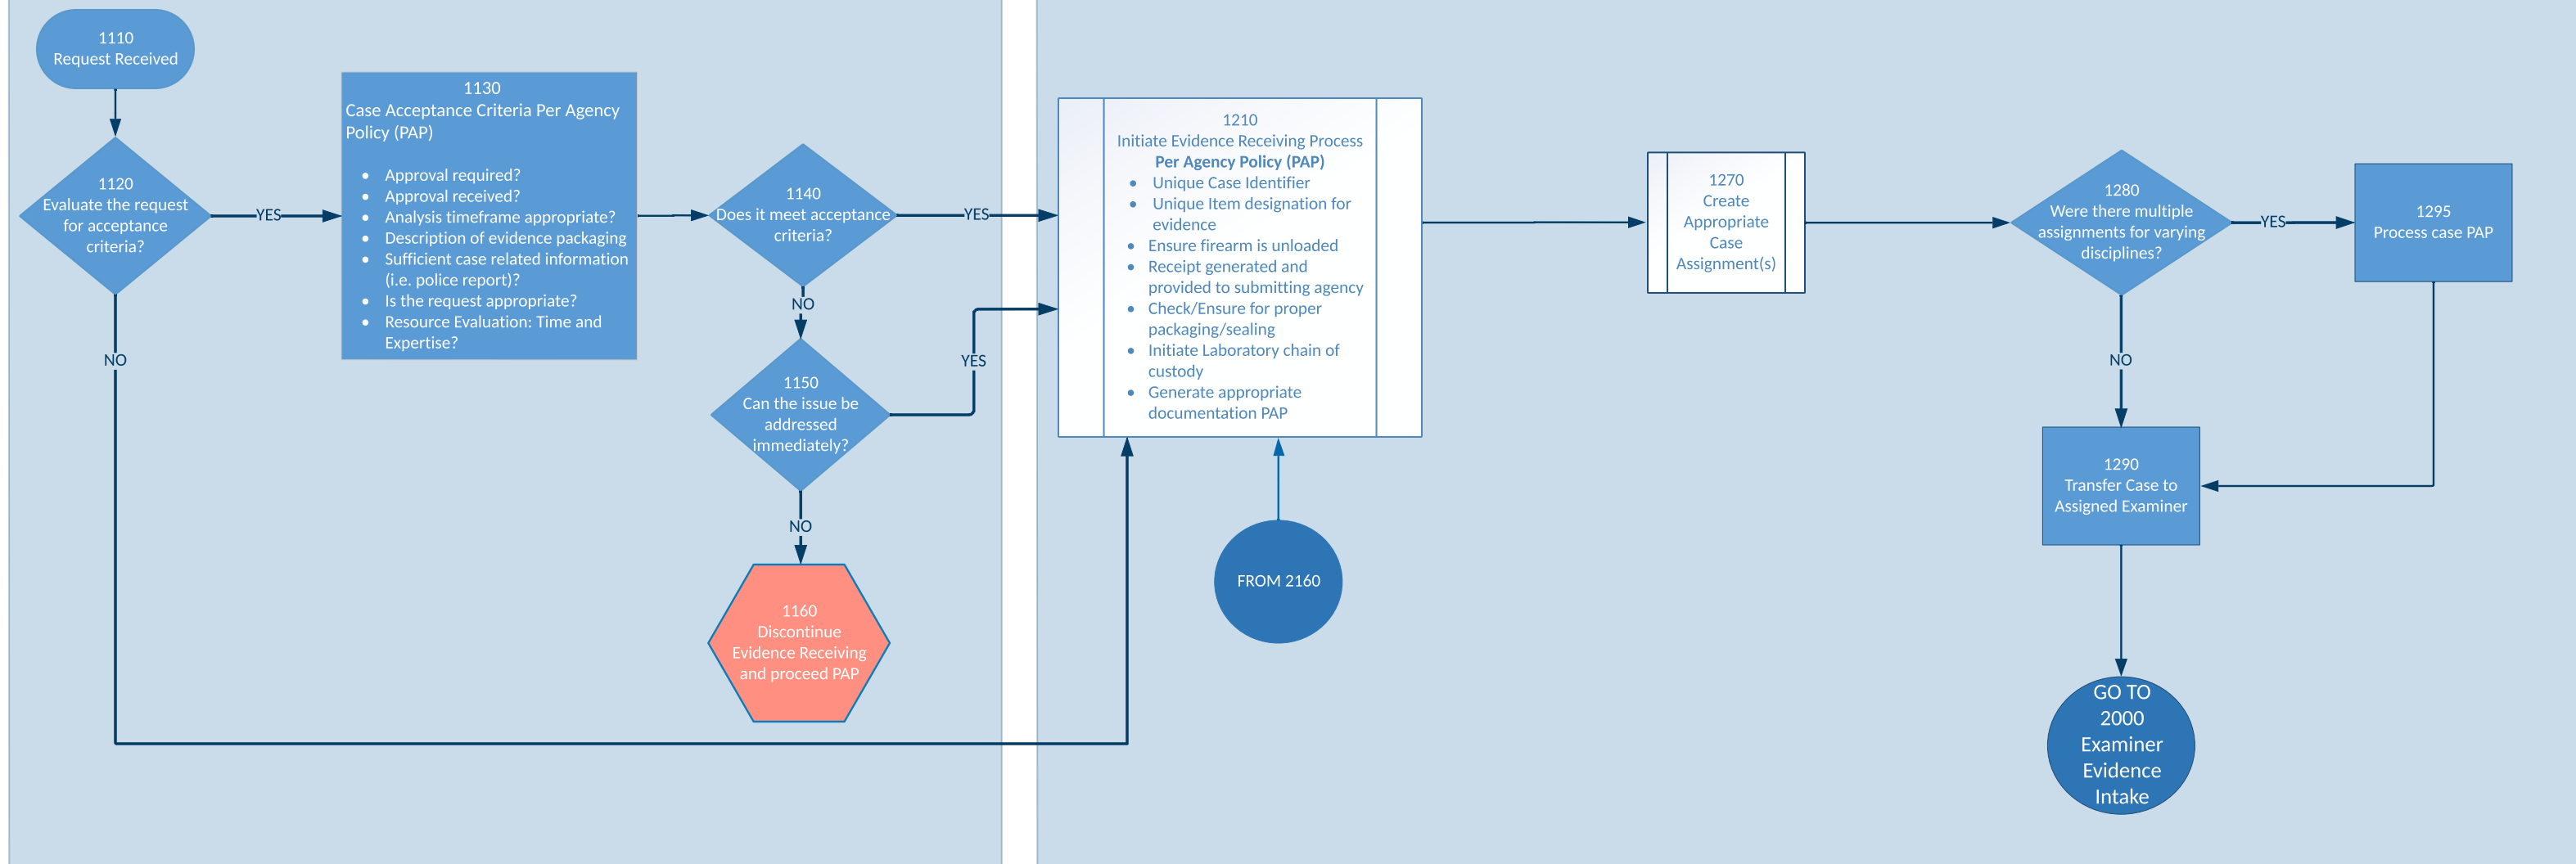 1110
Request Received
1120
Evaluate the request
for acceptance
criteria?
YES
NO
1130
Case Acceptance Criteria Per Agency
Policy (PAP)
• Approval required?
• Approval received?
• Analysis timeframe appropriate?
• Description of evidence packaging
• Sufficient case related information
(i.e. police report)?
• Is the request appropriate?
• Resource Evaluation: Time and
Expertise?
1140
Does it meet acceptance
criteria?
YES
NO
1150
Can the issue be
addressed
immediately?
YES
NO
1160
Discontinue
Evidence Receiving
and proceed PAP
1210
Initiate Evidence Receiving Process
Per Agency Policy (PAP)
• Unique Case Identifier
• Unique Item designation for
evidence
• Ensure firearm is unloaded
• Receipt generated and
provided to submitting agency
• Check/Ensure for proper
packaging/sealing
• Initiate Laboratory chain of
custody
• Generate appropriate
documentation PAP
FROM 2160
1270
Create
Appropriate
Case
Assignment(s)
1280
Were there multiple
assignments for varying
disciplines?
YES
NO
1295
Process case PAP
1290
Transfer Case to
Assigned Examiner
GO TO
2000
Examiner
Evidence
Intake